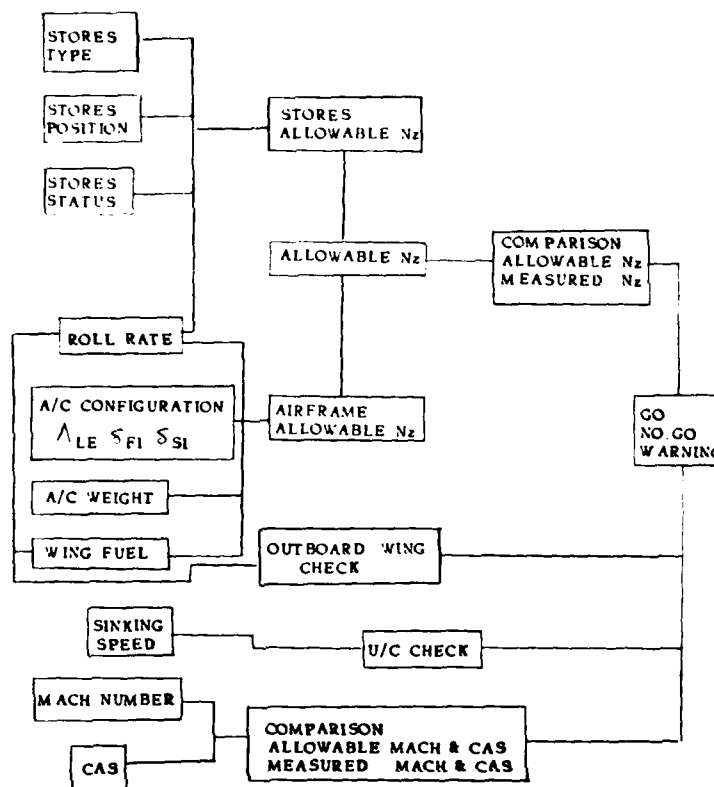 STORES
TYPE
STORES
POSITION
STORES
STATUS
STORES
ALLOWABLE Nz
ALLOWABLE Nz
COMPARISON
ALLOWABLE Nz
MEASURED Nz
ROLL RATE
A/C CONFIGURATION
Λ LE δ FI δ SI
AIRFRAME
ALLOWABLE Nz
GO
NO.GO
WARNING
A/C WEIGHT
WING FUEL
OUTBOARD WING
CHECK
SINKING
SPEED
U/C CHECK
MACH NUMBER
CAS
COMPARISON
ALLOWABLE MACH & CAS
MEASURED MACH & CAS